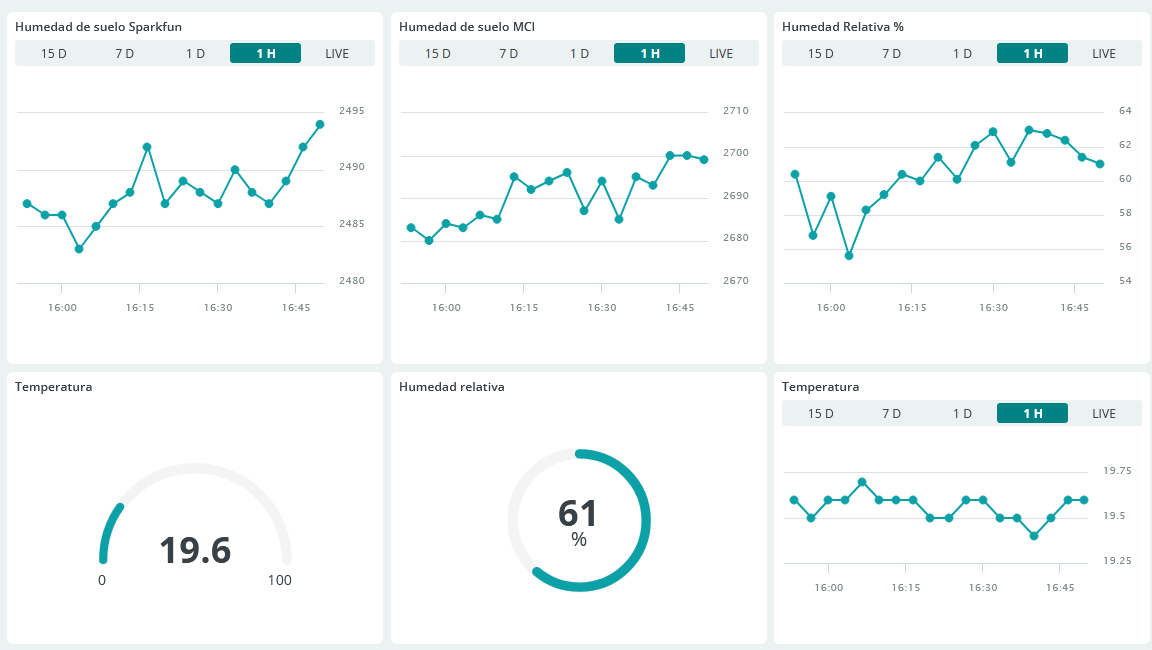 Humedad de suelo Sparkfun
15 D 7 D 1 D 1 H LIVE
2495
2490
2485
2480
16:00 16:15 16:30 16:45
Humedad de suelo MCI
15 D 7 D 1 D 1 H LIVE
2710
2700
2690
2680
2670
16:00 16:15 16:30 16:45
Humedad Relativa %
15 D 7 D 1 D 1 H LIVE
64
62
60
58
56
54
16:00 16:15 16:30 16:45
Temperatura
19.6
0 100
Humedad relativa
61
%
Temperatura
15 D 7 D 1 D 1 H LIVE
19.75
19.5
19.25
16:00 16:15 16:30 16:45